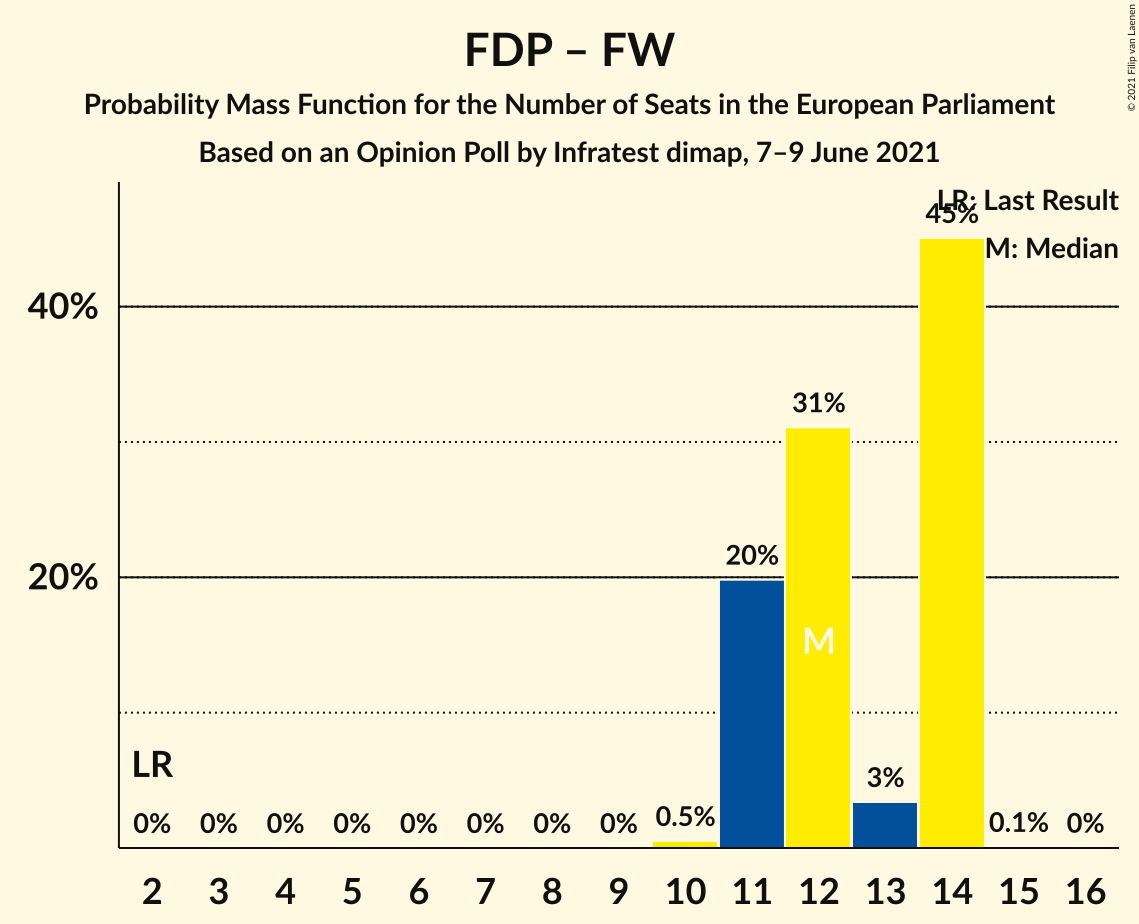 FDP – FW
Probability Mass Function for the Number of Seats in the European Parliament
Based on an Opinion Poll by Infratest dimap, 7–9 June 2021
© 2021 Filip van Laenen
LR: Last Result
M: Median
45%
40%
31%
20%
20%
M
LR
3%
0% 0% 0% 0% 0% 0% 0% 0% 0.5% 0.1% 0%
2 3 4 5 6 7 8 9 10 11 12 13 14 15 16